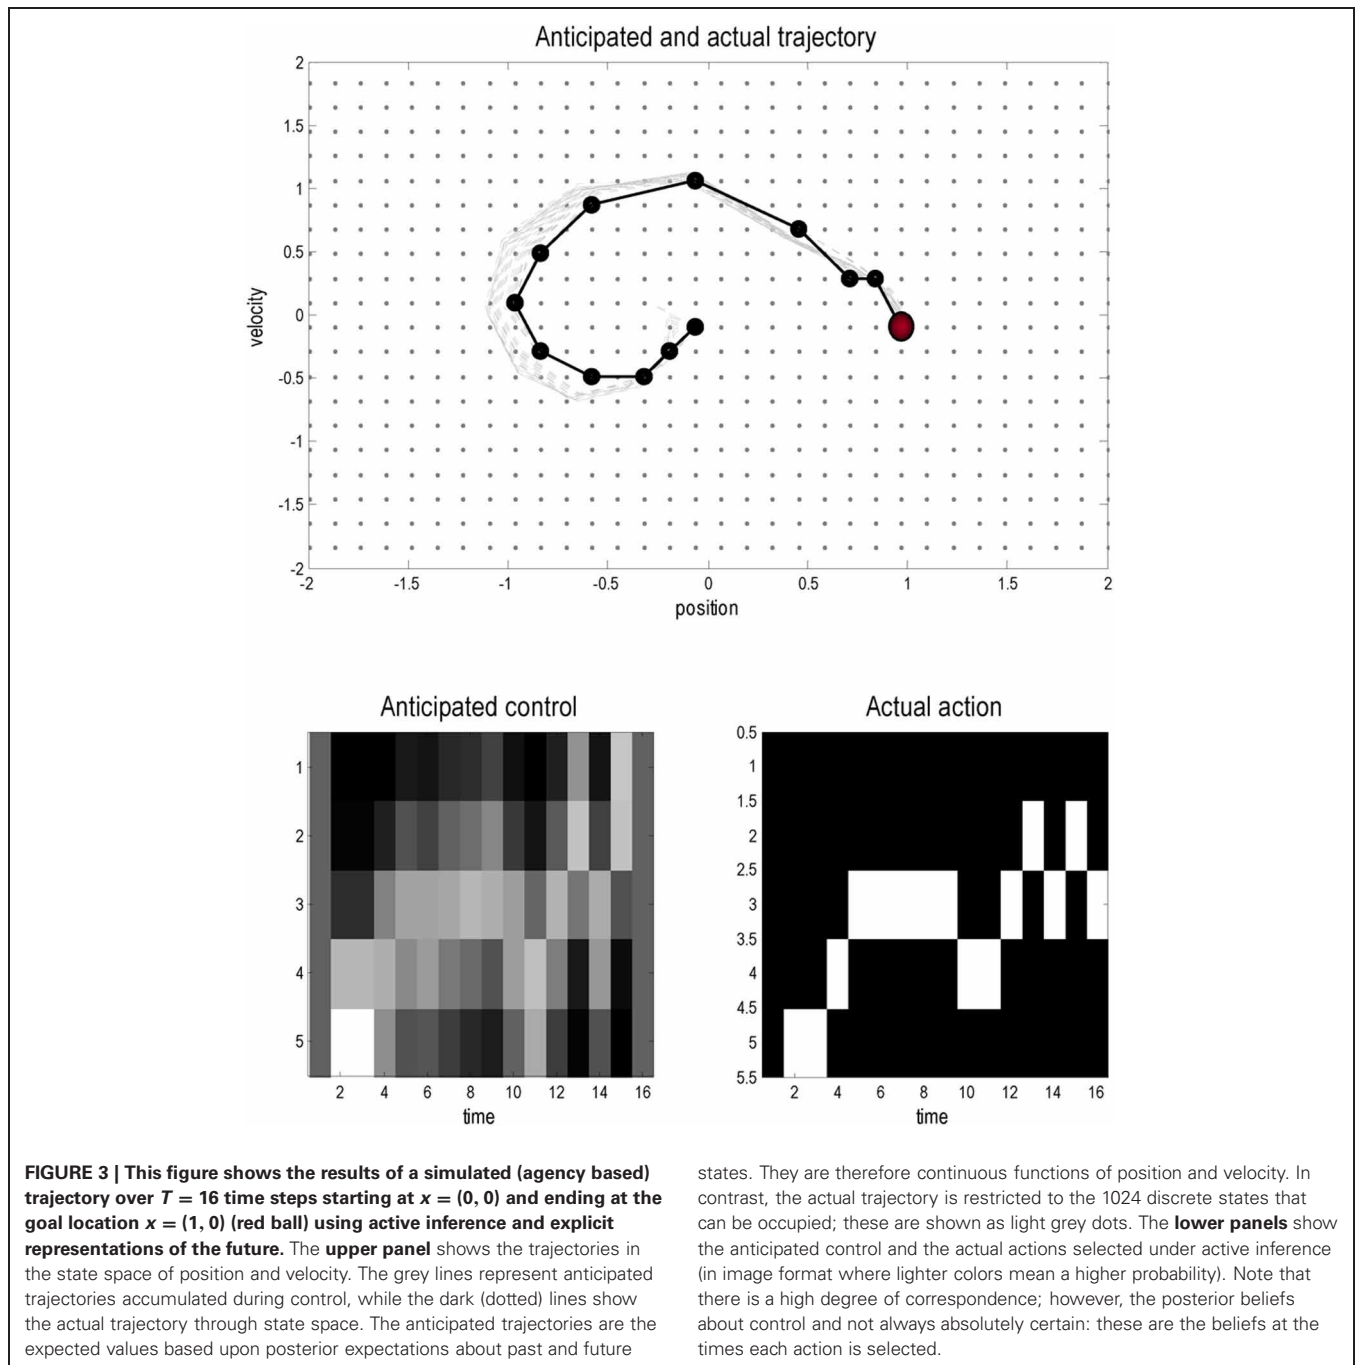 Anticipated and actual trajectory
2
1.5
1
0.5
0
-0.5
-1
-1.5
-2
velocity
-2 -1.5 -1 -0.5 0 0.5 1 1.5 2
position
Anticipated control
1
2
3
4
5
2 4 6 8 10 12 14 16
time
Actual action
0.5
1
1.5
2
2.5
3
3.5
4
4.5
5
5.5
2 4 6 8 10 12 14 16
time
FIGURE 3 | This figure shows the results of a simulated (agency based)
trajectory over T = 16 time steps starting at x = (0, 0) and ending at the
goal location x = (1, 0) (red ball) using active inference and explicit
representations of the future. The upper panel shows the trajectories in
the state space of position and velocity. The grey lines represent anticipated
trajectories accumulated during control, while the dark (dotted) lines show
the actual trajectory through state space. The anticipated trajectories are the
expected values based upon posterior expectations about past and future
states. They are therefore continuous functions of position and velocity. In
contrast, the actual trajectory is restricted to the 1024 discrete states that
can be occupied; these are shown as light grey dots. The lower panels show
the anticipated control and the actual actions selected under active inference
(in image format where lighter colors mean a higher probability). Note that
there is a high degree of correspondence; however, the posterior beliefs
about control and not always absolutely certain: these are the beliefs at the
times each action is selected.